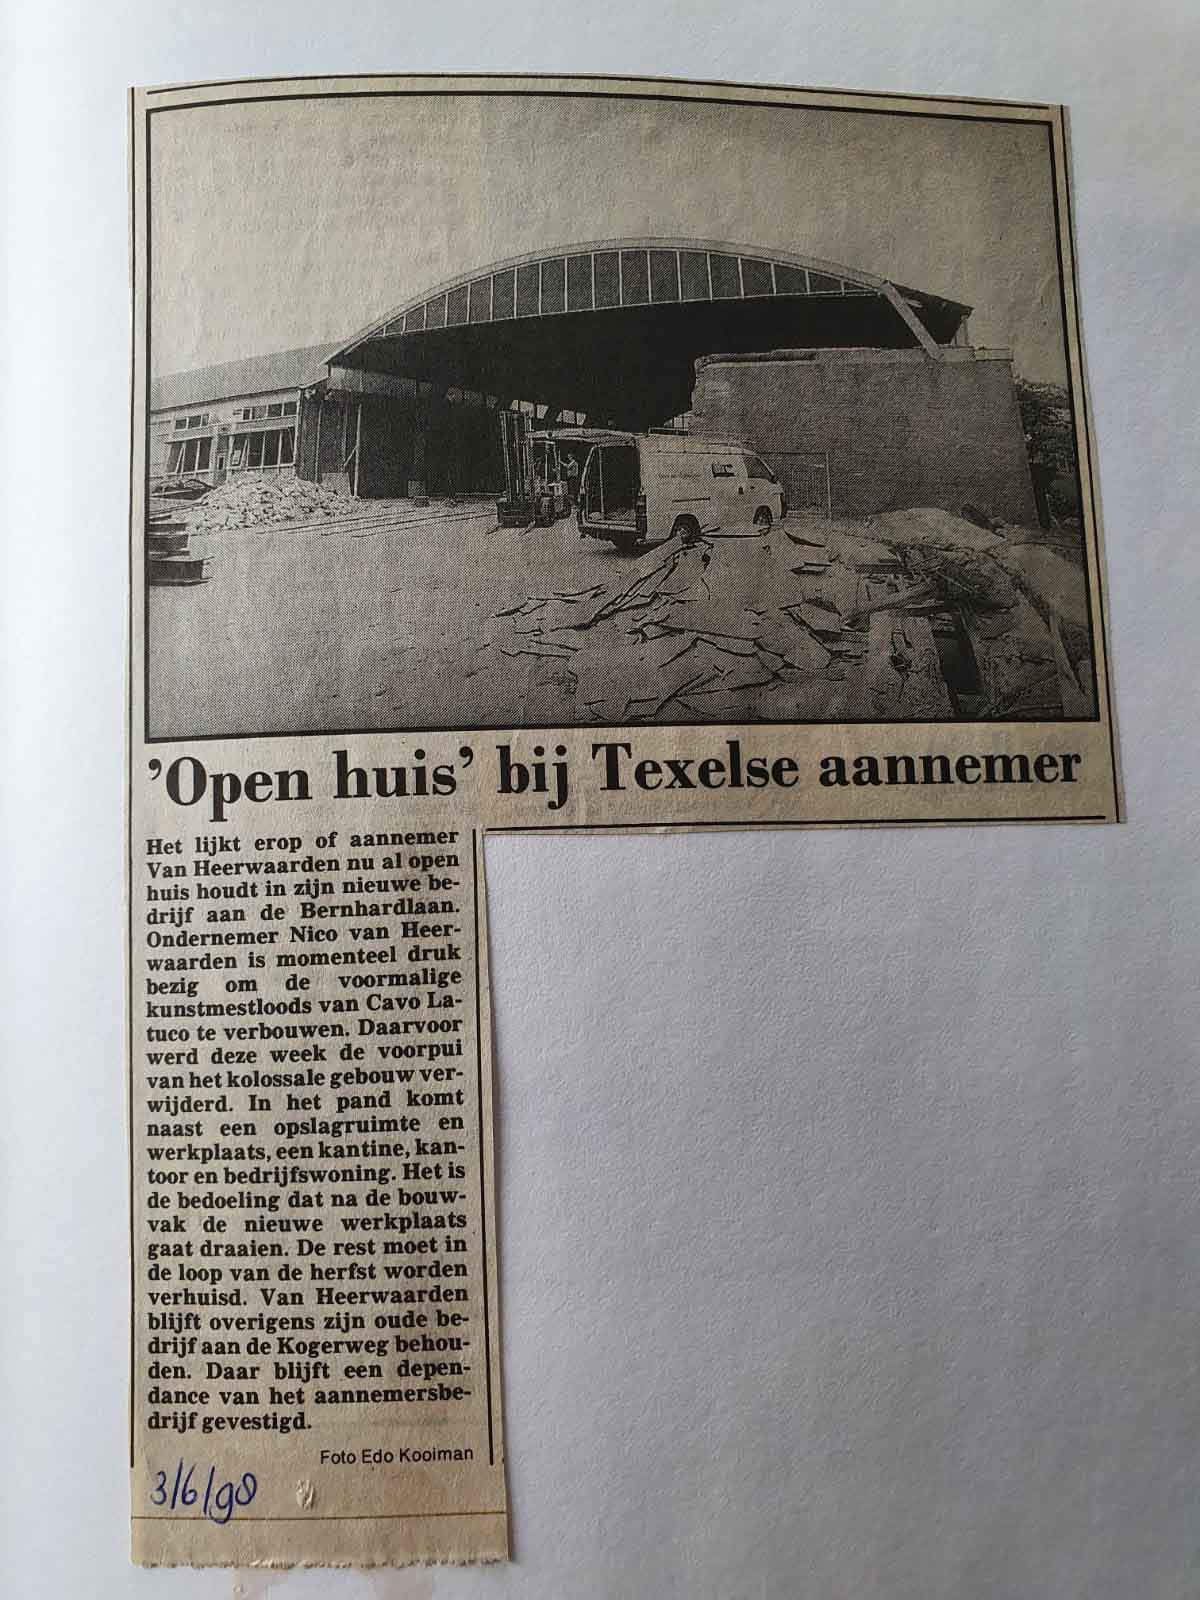 ’Open huis’ bij Texelse aannemer
Het lijkt erop of aannemer
Van Heerwaarden nu al open
huis houdt in zijn nieuwe be-
drijf aan de Bernhardlaan.
Ondernemer Nico van Heer-
waarden is momenteel druk
bezig om de voormalige
kunstmestloods van Cavo La-
tuco te verbouwen. Daarvoor
werd deze week de voorpui
van het kolossale gebouw ver-
wijderd. In het pand komt
naast een opslagruimte en
werkplaats, een kantine, kan-
toor en bedrijfswoning. Het is
de bedoeling dat na de bouw-
vak de nieuwe werkplaats
gaat draaien. De rest moet in
de loop van de herfst worden
verhuisd. Van Heerwaarden
blijft overigens zijn oude be-
drijf aan de Kogerweg behou-
den. Daar blijft een depen-
dance van het aannemersbe-
drijf gevestigd.
Foto Edo Kooiman
3/6/98